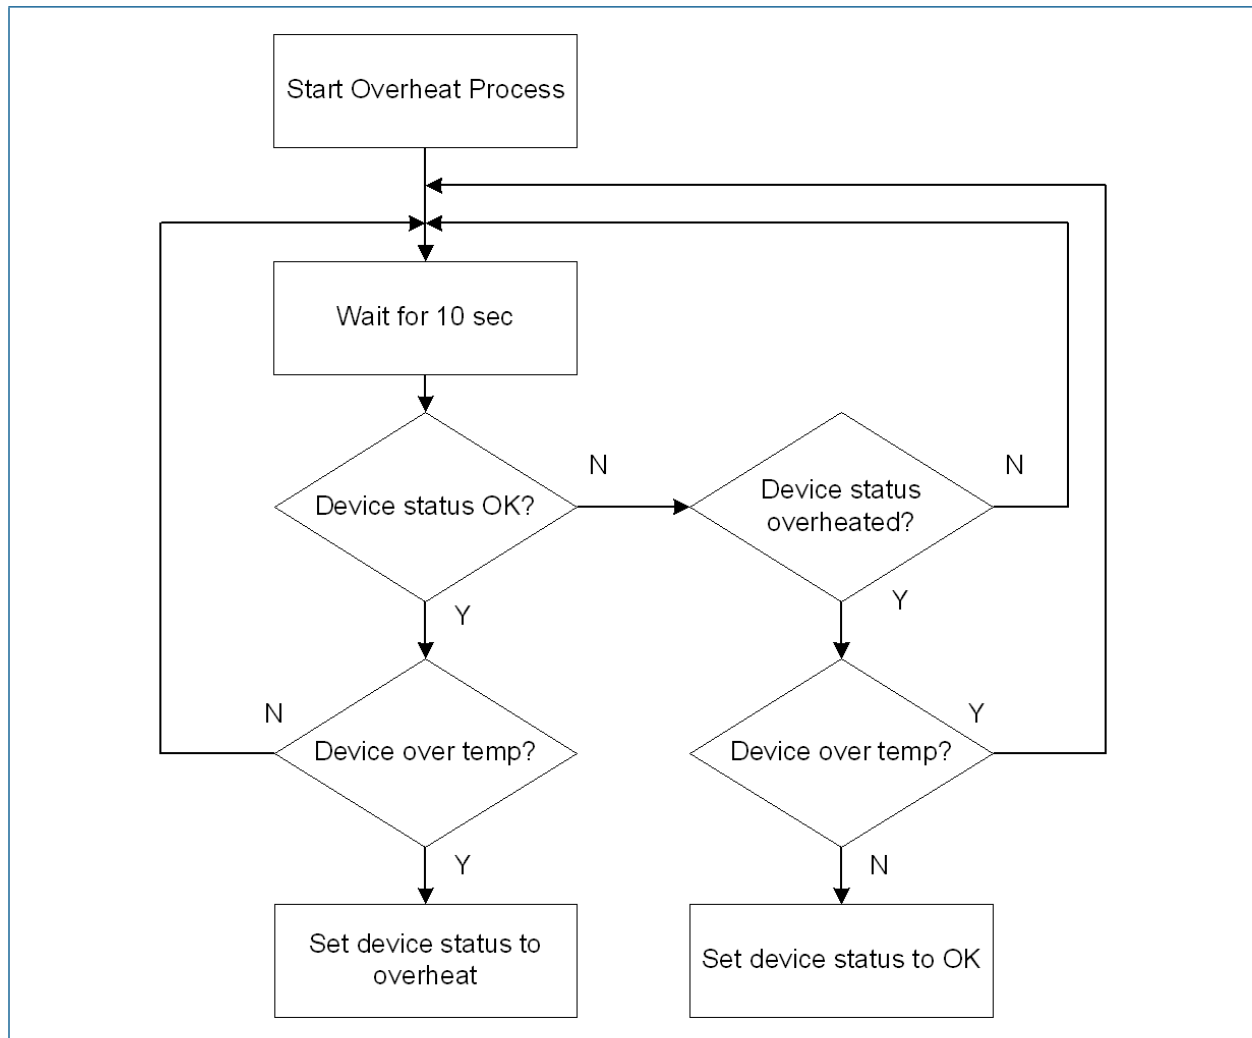 Start Overheat Process
Wait for 10 sec
Device status OK?
N
Device status
overheated?
N
Y
Y
N
Device over temp?
Device over temp?
Y
Y
N
Set device status to
overheat
Set device status to OK